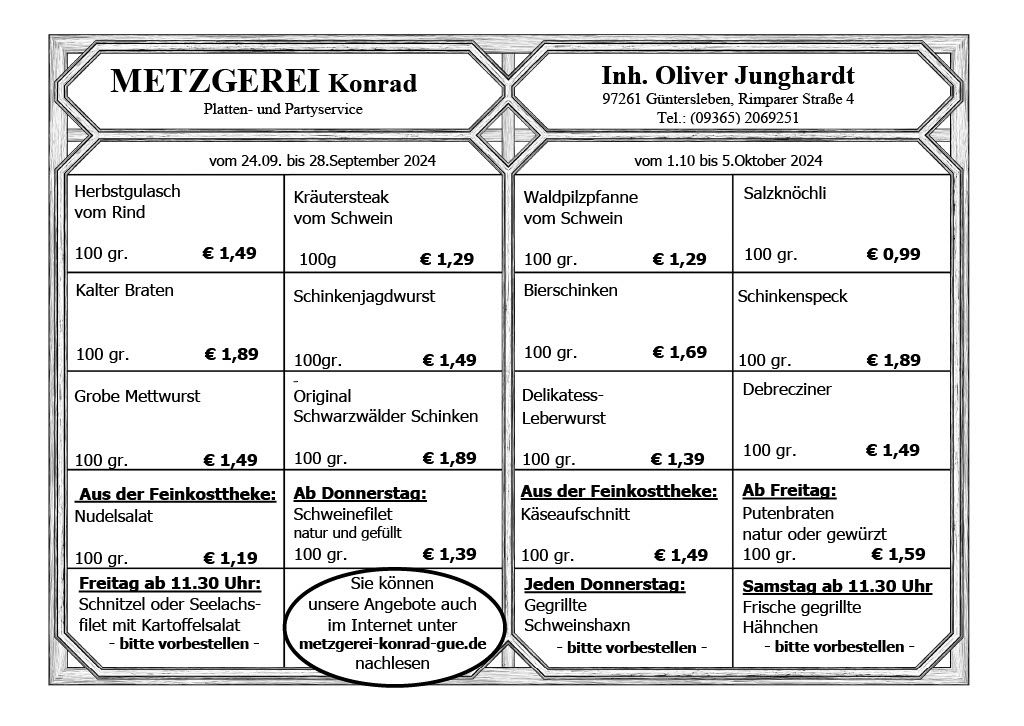 METZGEREI Konrad
Platten- und Partyservice
Inh. Oliver Junghardt
97261 Güntersleben, Rimparer Straße 4
Tel.: (09365) 2069251
vom 24.09. bis 28.September 2024
Herbstgulasch
vom Rind
100 gr. € 1,49
Kräutersteak
vom Schwein
100g € 1,29
Kalter Braten
100 gr. € 1,89
Schinkenjagdwurst
100gr. € 1,49
Grobe Mettwurst
100 gr. € 1,49
-
Original
Schwarzwälder Schinken
100 gr. € 1,89
Aus der Feinkosttheke:
Nudelsalat
100 gr. € 1,19
Ab Donnerstag:
Schweinefilet
natur und gefüllt
100 gr. € 1,39
Freitag ab 11.30 Uhr:
Schnitzel oder Seelachs-
filet mit Kartoffelsalat
- bitte vorbestellen -
Sie können
unsere Angebote auch
im Internet unter
metzgerei-konrad-gue.de
nachlesen
vom 1.10 bis 5.Oktober 2024
Waldpilzpfanne
vom Schwein
100 gr. € 1,29
Salzknöchli
100 gr. € 0,99
Bierschinken
100 gr. € 1,69
Schinkenspeck
100 gr. € 1,89
Delikatess-
Leberwurst
100 gr. € 1,39
Debrecziner
100 gr. € 1,49
Aus der Feinkosttheke:
Käseaufschnitt
100 gr. € 1,49
Ab Freitag:
Putenbraten
natur oder gewürzt
100 gr. € 1,59
Jeden Donnerstag:
Gegrillte
Schweinshaxn
- bitte vorbestellen -
Samstag ab 11.30 Uhr
Frische gegrillte
Hähnchen
- bitte vorbestellen -